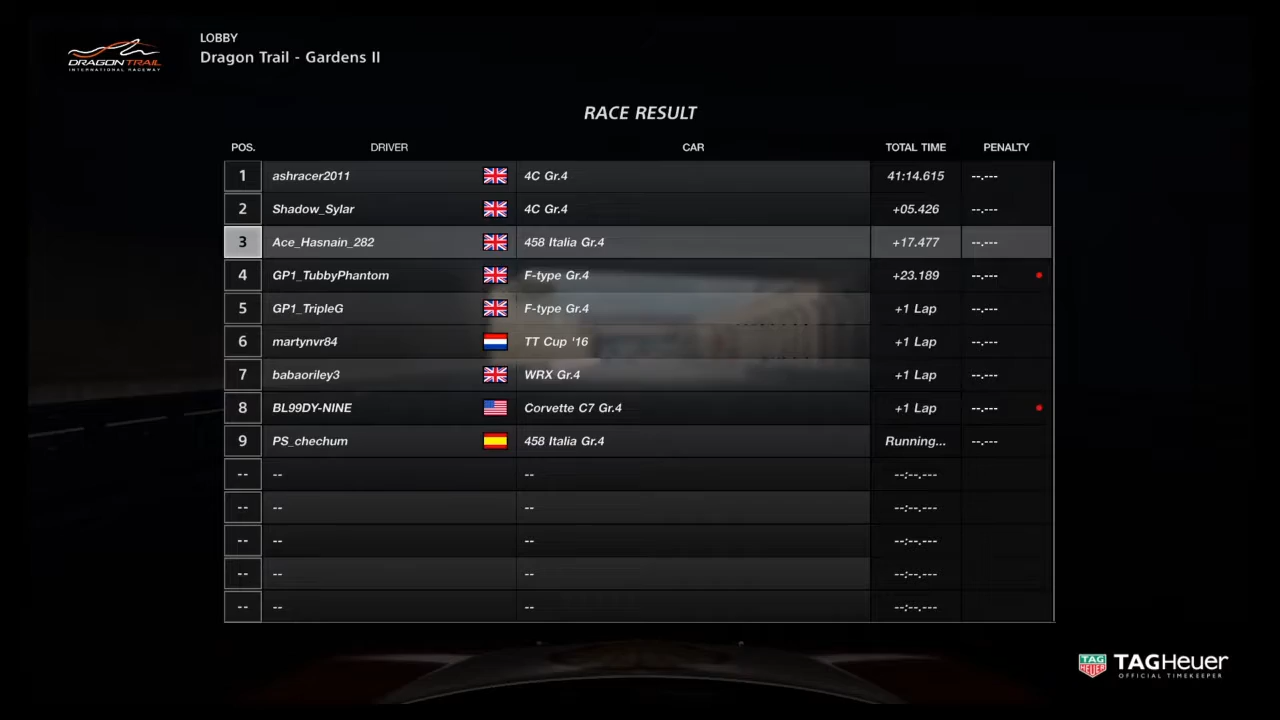 DRAGON TRAIL
INTERNATIONAL RACEWAY
LOBBY
Dragon Trail - Gardens II
RACE RESULT
POS. DRIVER CAR TOTAL TIME PENALTY
1 ashracer2011 4C Gr.4 41:14.615 --.---
2 Shadow_Sylar 4C Gr.4 +05.426 --.---
3 Ace_Hasnain_282 458 Italia Gr.4 +17.477 --.---
4 GP1_TubbyPhantom F-type Gr.4 +23.189 --.---
5 GP1_TripleG F-type Gr.4 +1 Lap --.---
6 martynvr84 TT Cup '16 +1 Lap --.---
7 babaoriley3 WRX Gr.4 +1 Lap --.---
8 BL99DY-NINE Corvette C7 Gr.4 +1 Lap --.---
9 PS_chechum 458 Italia Gr.4 Running... --.---
-- -- -- --:--.---
-- -- -- --:--.---
-- -- -- --:--.---
-- -- -- --:--.---
-- -- -- --:--.---
TAG HEUER TAGHeuer
OFFICIAL TIMEKEEPER